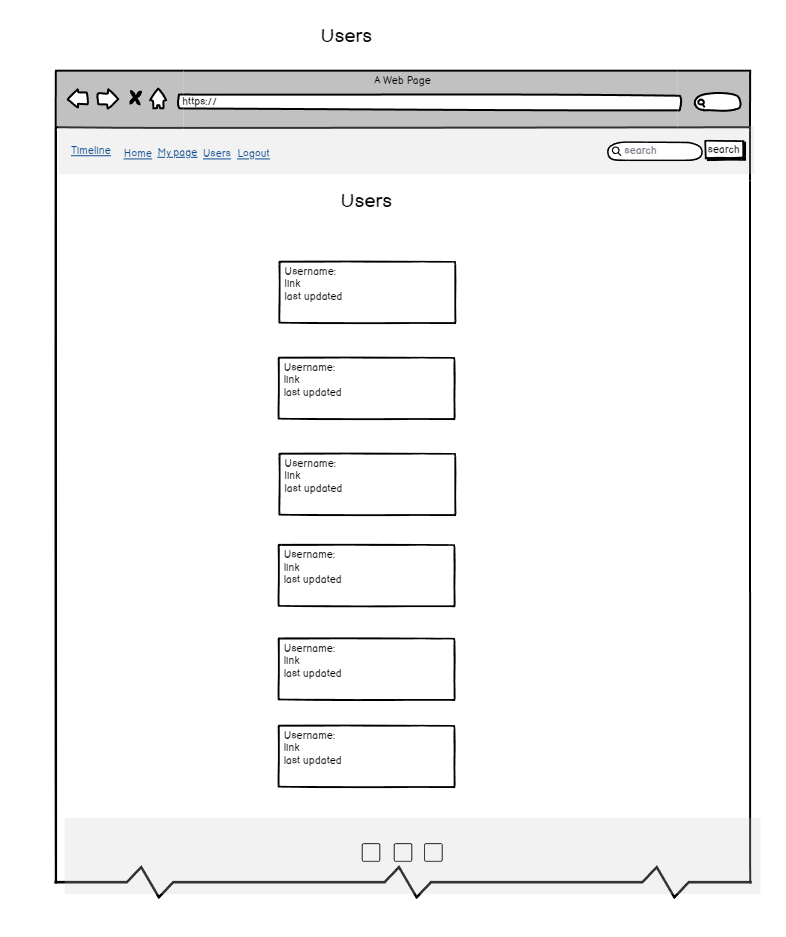 Users
A Web Page
https://
Timeline Home My page Users Logout search search
Users
Username:
link
last updated
Username:
link
last updated
Username:
link
last updated
Username:
link
last updated
Username:
link
last updated
Username:
link
last updated